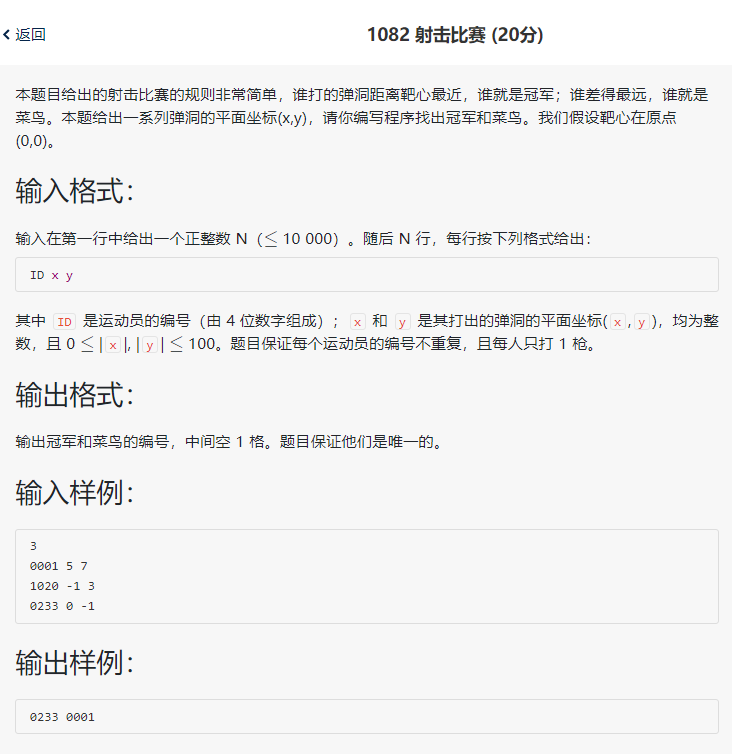 返回
1082 射击比赛 (20分)
本题目给出的射击比赛的规则非常简单，谁打的弹洞距离靶心最近，谁就是冠军；谁差得最远，谁就是
菜鸟。本题给出一系列弹洞的平面坐标(x,y)，请你编写程序找出冠军和菜鸟。我们假设靶心在原点
(0,0)。
输入格式：
输入在第一行中给出一个正整数 N（≤ 10 000）。随后 N 行，每行按下列格式给出：
ID x y
其中 ID 是运动员的编号（由 4 位数字组成）； x 和 y 是其打出的弹洞的平面坐标( x , y )，均为整
数，且 0 ≤ | x |, | y | ≤ 100。题目保证每个运动员的编号不重复，且每人只打 1 枪。
输出格式：
输出冠军和菜鸟的编号，中间空 1 格。题目保证他们是唯一的。
输入样例：
3
0001 5 7
1020 -1 3
0233 0 -1
输出样例：
0233 0001